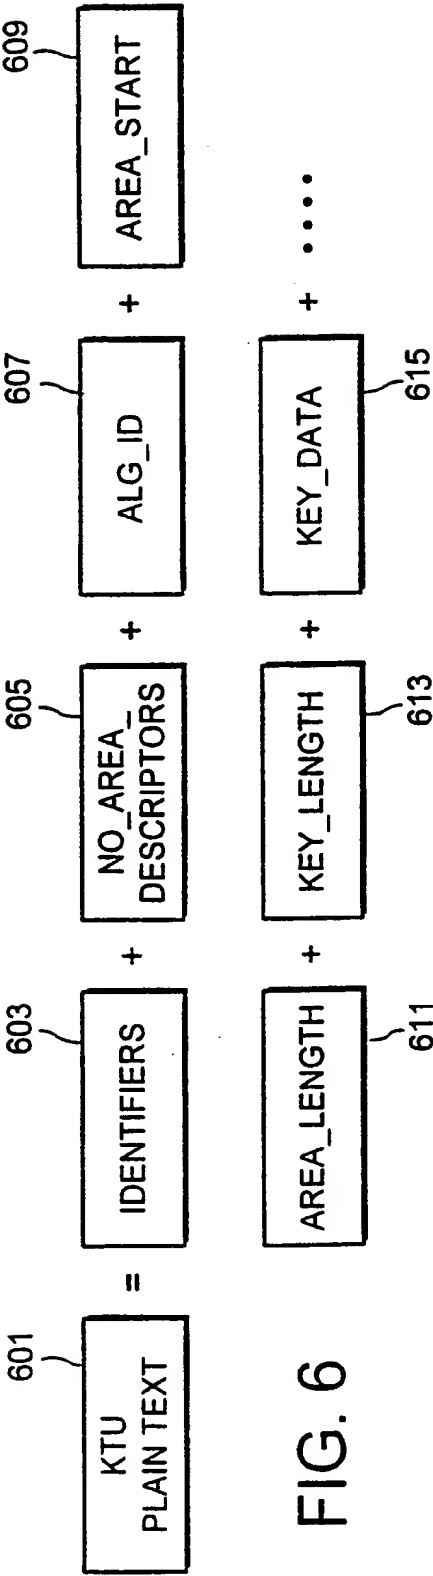 601
603
605
607
609
KTU
PLAIN TEXT
=
IDENTIFIERS
+
NO_AREA_
DESCRIPTORS
+
ALG_ID
+
AREA_START
AREA_LENGTH
+
KEY_LENGTH
+
KEY_DATA
+
....
611
613
615
FIG. 6